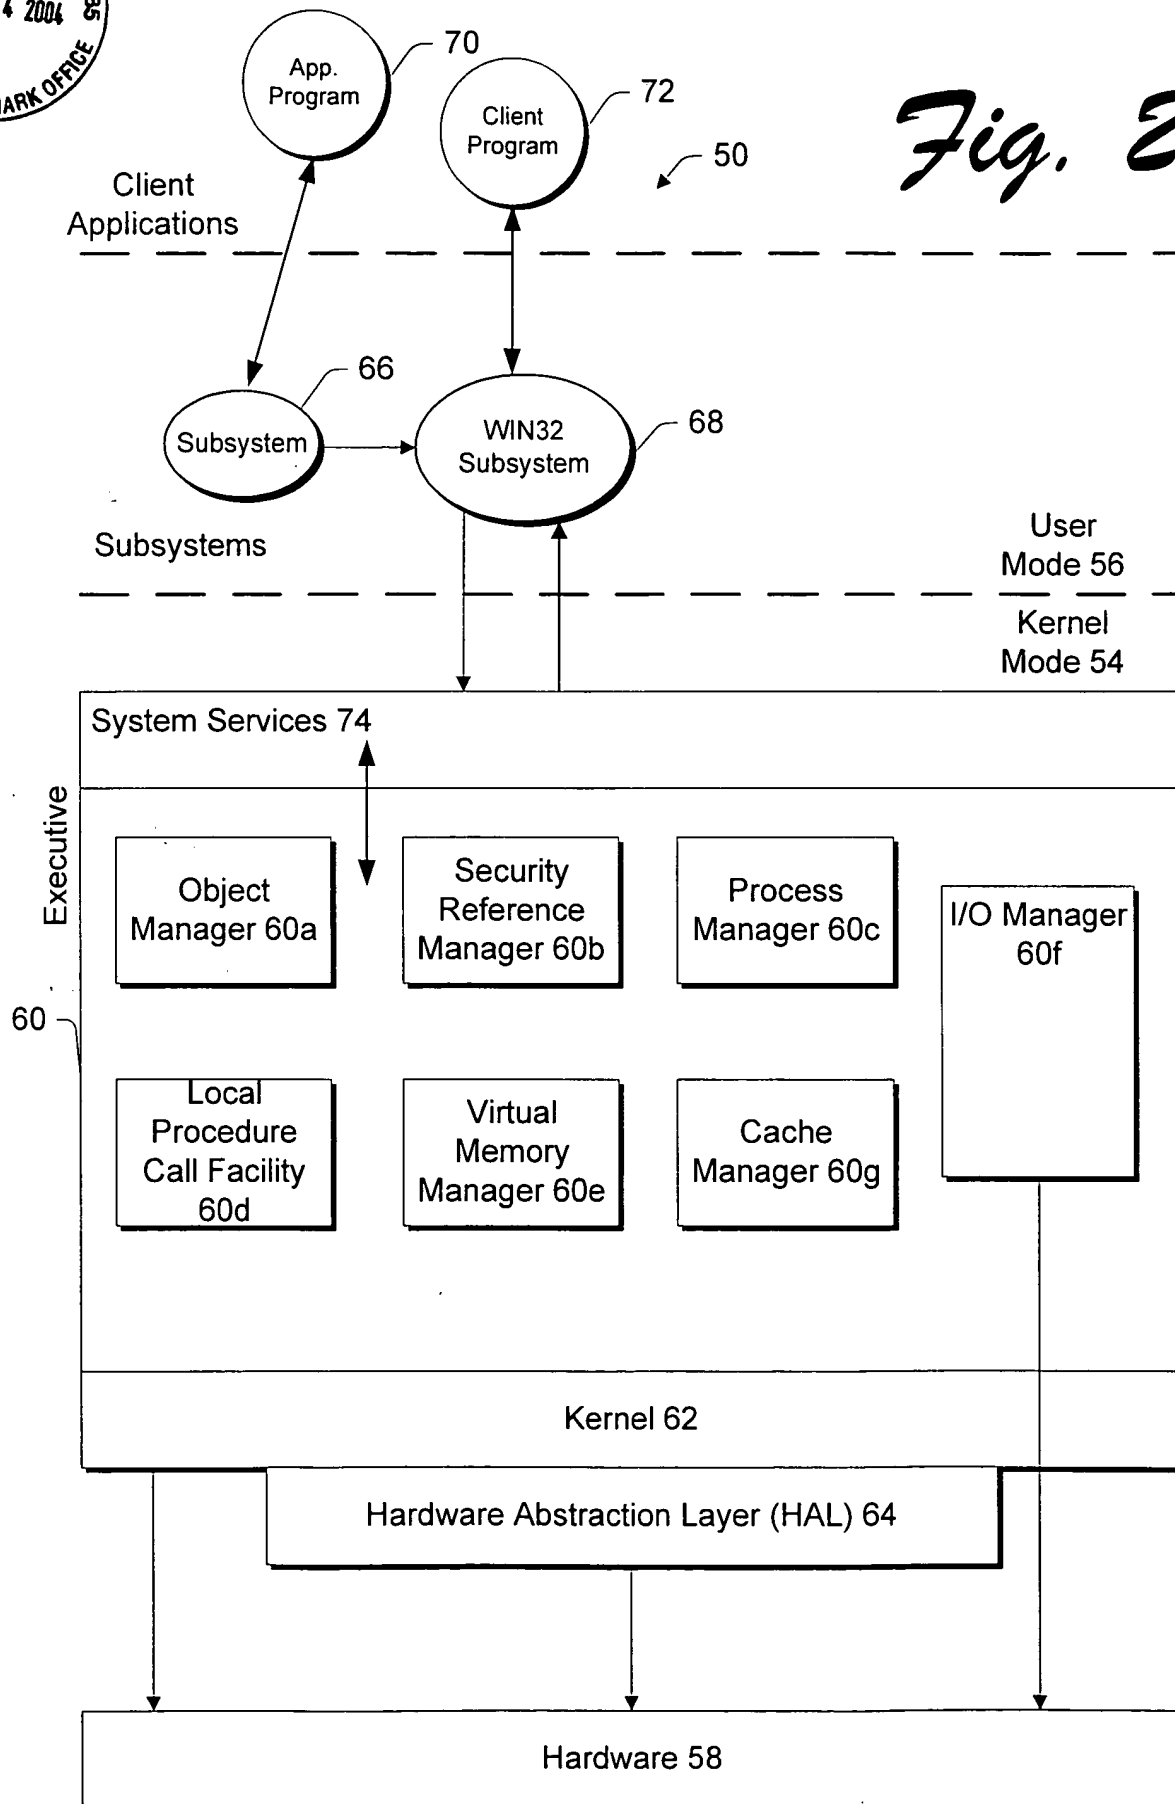 4 2004
ARK OFFICE
70
App.
Program
72
Client
Program
Fig. 2
50
Client
Applications
66
Subsystem
WIN32
Subsystem
68
Subsystems
User
Mode 56
Kernel
Mode 54
System Services 74
Executive
Object
Manager 60a
Security
Reference
Manager 60b
Process
Manager 60c
I/O Manager
60f
60
Local
Procedure
Call Facility
60d
Virtual
Memory
Manager 60e
Cache
Manager 60g
Kernel 62
Hardware Abstraction Layer (HAL) 64
Hardware 58